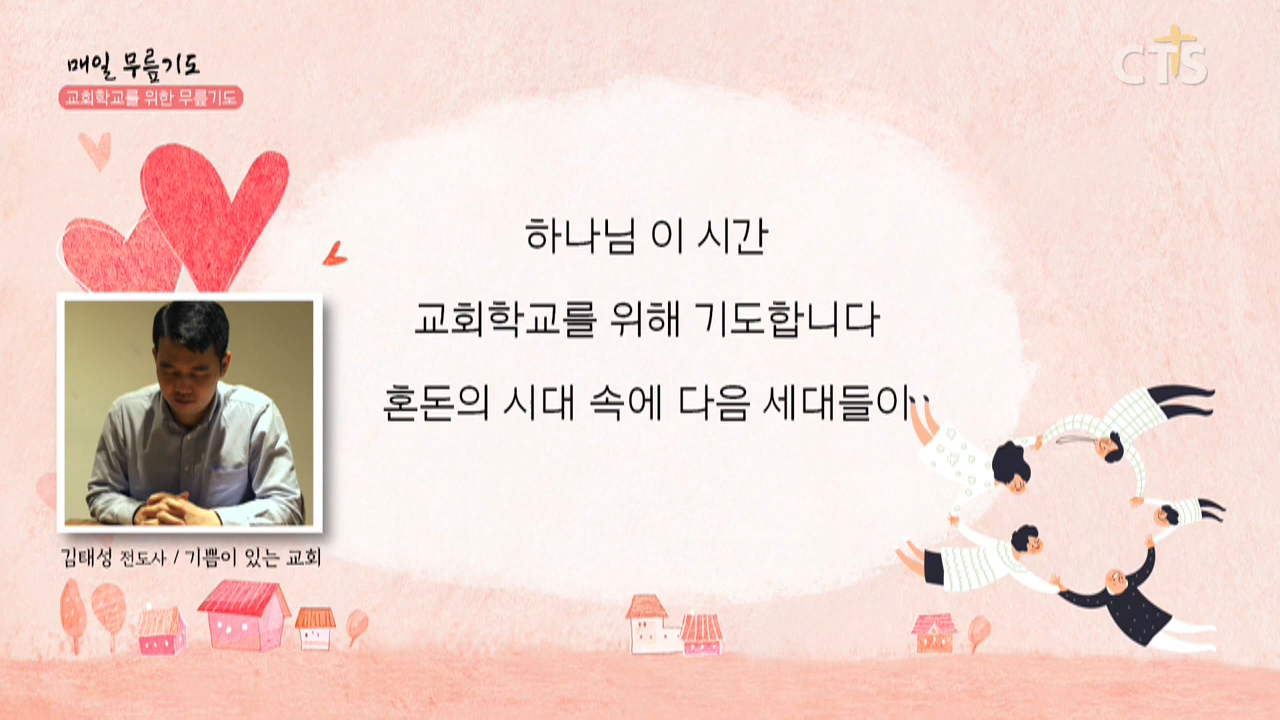 매일 무릎기도
교회학교를 위한 무릎기도
CTS
하나님 이 시간
교회학교를 위해 기도합니다
혼돈의 시대 속에 다음 세대들이
김태성 전도사 / 기쁨이 있는 교회